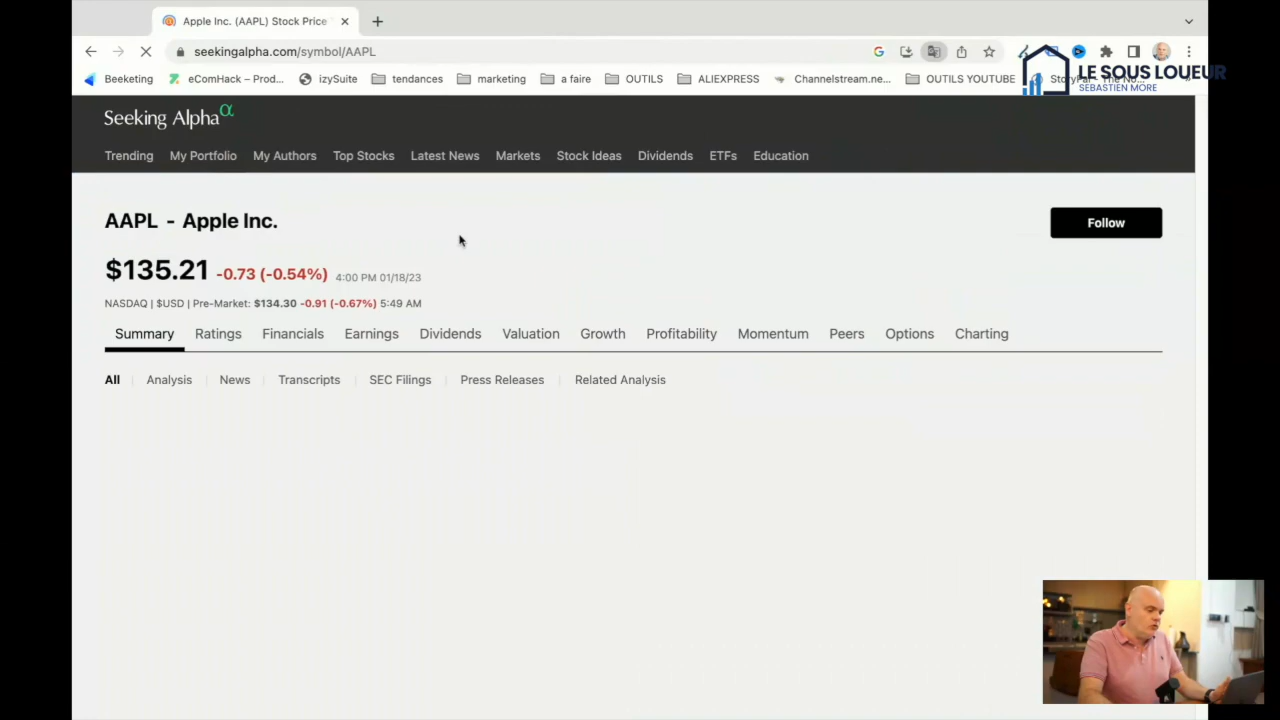 Apple Inc. (AAPL) Stock Price
seekingalpha.com/symbol/AAPL
Beeketing eComHack – Prod... izySuite tendances marketing a faire OUTILS ALIEXPRESS Channelstream.ne... OUTILS YOUTUBE
LE SOUS LOUEUR
SEBASTIEN MORE
Seeking Alpha α
Trending My Portfolio My Authors Top Stocks Latest News Markets Stock Ideas Dividends ETFs Education
AAPL - Apple Inc.
Follow
$135.21 -0.73 (-0.54%) 4:00 PM 01/18/23
NASDAQ | $USD | Pre-Market: $134.30 -0.91 (-0.67%) 5:49 AM
Summary Ratings Financials Earnings Dividends Valuation Growth Profitability Momentum Peers Options Charting
All Analysis News Transcripts SEC Filings Press Releases Related Analysis